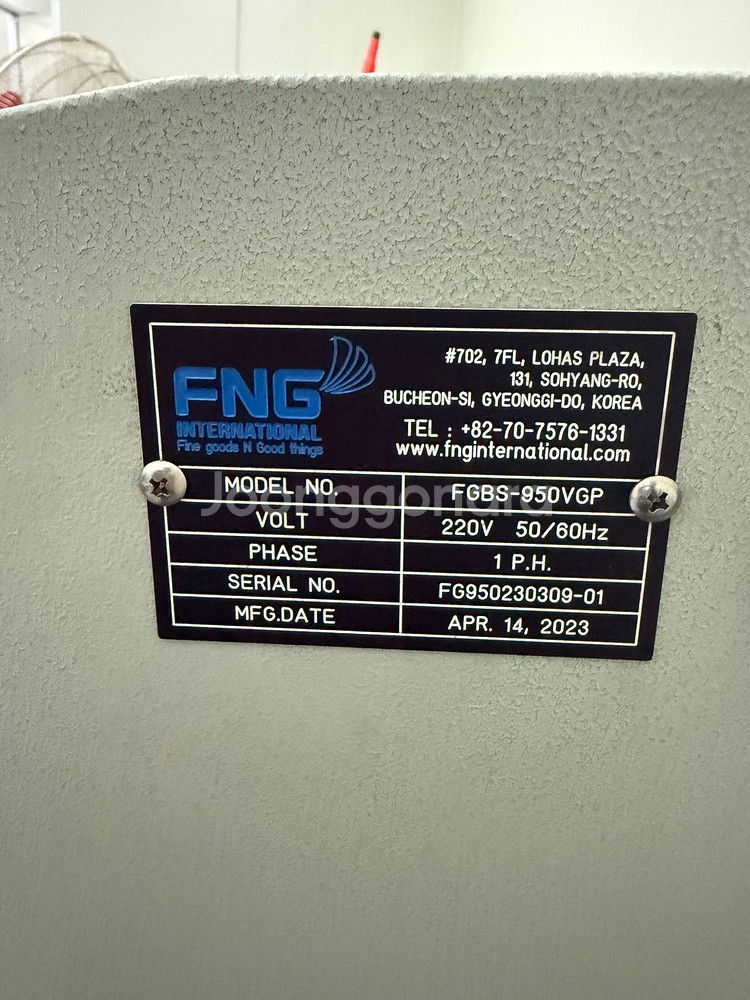 FNG
INTERNATIONAL
Fine goods N Good things
#702, 7FL, LOHAS PLAZA,
131, SOHYANG-RO,
BUCHEON-SI, GYEONGGI-DO, KOREA
TEL : +82-70-7576-1331
www.fnginternational.com
MODEL NO. FGBS-950VGP
VOLT 220V 50/60Hz
PHASE 1 P.H.
SERIAL NO. FG950230309-01
MFG.DATE APR. 14, 2023
Joonggonara